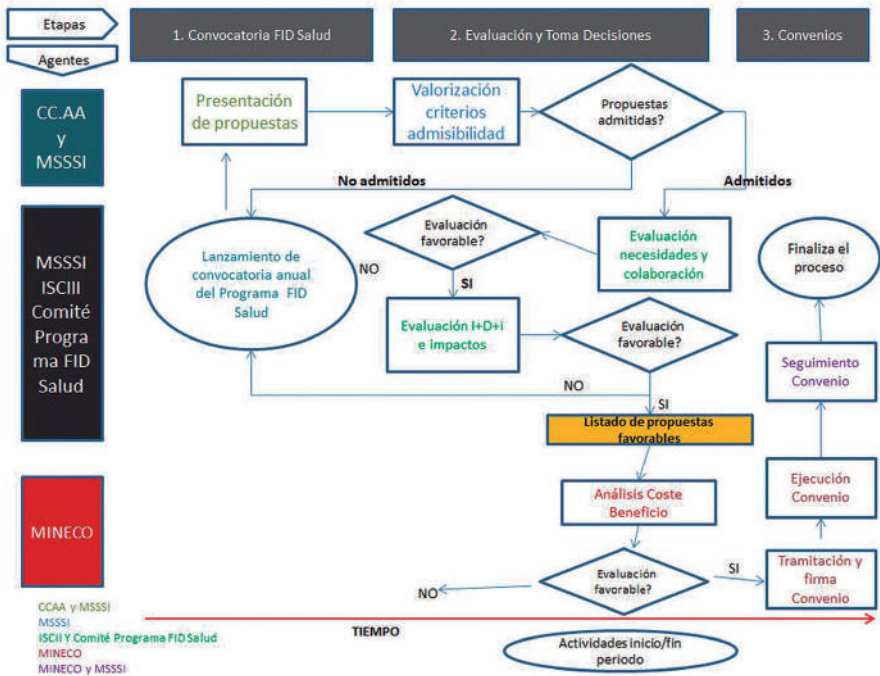 Etapas
1. Convocatoria FID Salud
2. Evaluación y Toma Decisiones
3. Convenios
Agentes
CC.AA
y
MSSSI
Presentación
de propuestas
Valorización
criterios
admisibilidad
Propuestas
admitidas?
No admitidos
Admitidos
MSSSI
ISCIII
Comité
Progra
ma FID
Salud
Lanzamiento de
convocatoria anual
del Programa FID
Salud
Evaluación
favorable?
NO
SI
Evaluación
necesidades y
colaboración
Finaliza el
proceso
Evaluación I+D+i
e impactos
Evaluación
favorable?
NO
SI
Seguimiento
Convenio
Listado de propuestas
favorables
MINECO
Análisis Coste
Beneficio
Ejecución
Convenio
Evaluación
favorable?
NO
SI
Tramitación y
firma
Convenio
CCAA y MSSSI
MSSSI
ISCII Y Comité Programa FID Salud
MINECO
MINECO y MSSSI
TIEMPO
Actividades inicio/fin
periodo